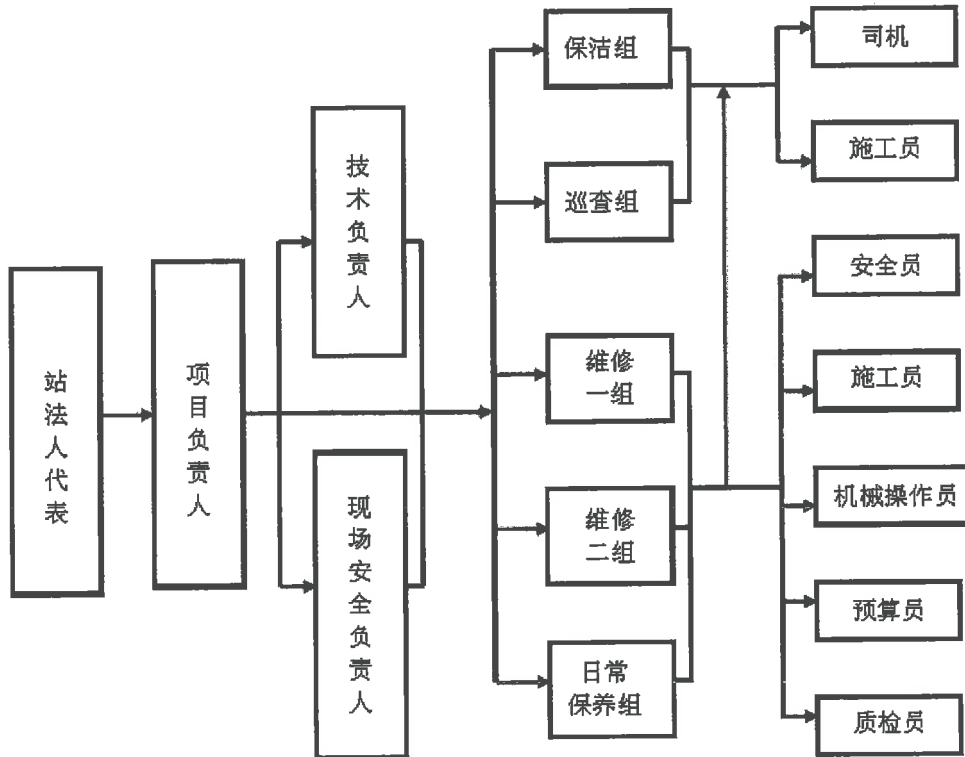 站法人代表
项目负责人
技术负责人
现场安全负责人
保洁组
巡查组
维修
一组
维修
二组
日常
保养组
司机
施工员
安全员
施工员
机械操作员
预算员
质检员